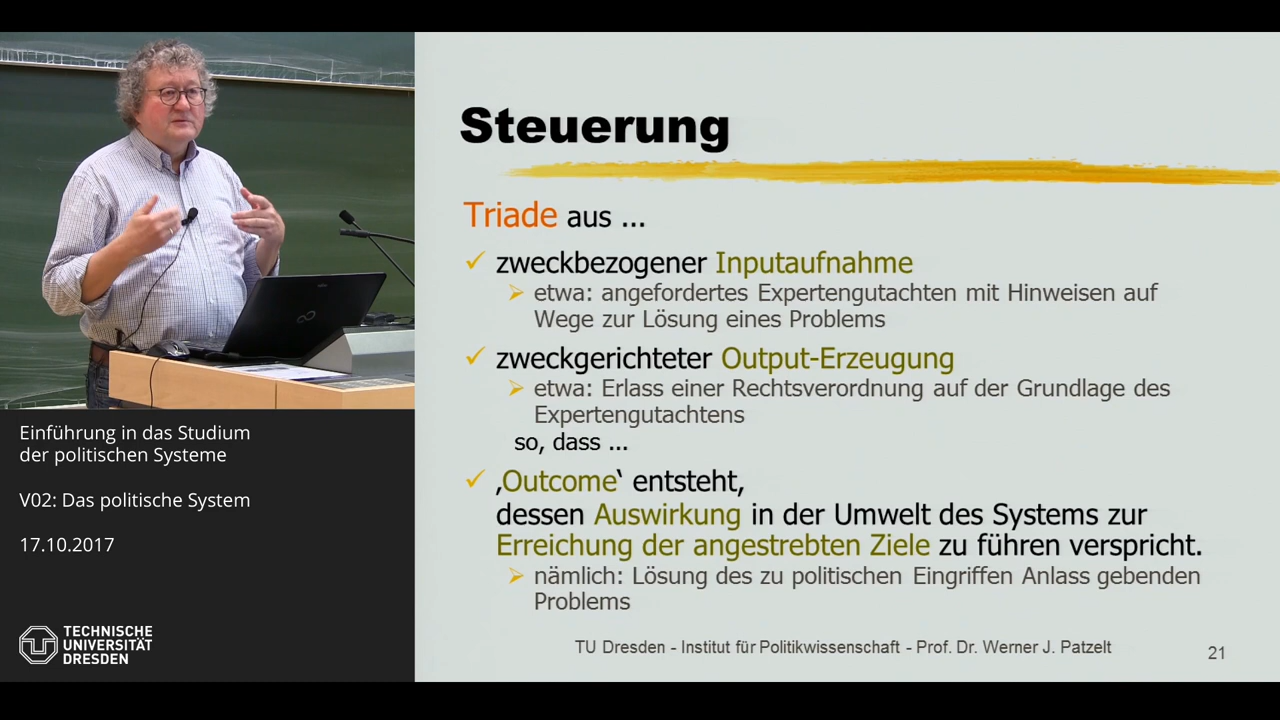 Steuerung
Triade aus ...
zweckbezogener Inputaufnahme
etwa: angefordertes Expertengutachten mit Hinweisen auf
Wege zur Lösung eines Problems
zweckgerichteter Output-Erzeugung
etwa: Erlass einer Rechtsverordnung auf der Grundlage des
Expertengutachtens
so, dass ...
‚Outcome‘ entsteht,
dessen Auswirkung in der Umwelt des Systems zur
Erreichung der angestrebten Ziele zu führen verspricht.
nämlich: Lösung des zu politischen Eingriffen Anlass gebenden
Problems
TU Dresden - Institut für Politikwissenschaft - Prof. Dr. Werner J. Patzelt
21
Einführung in das Studium
der politischen Systeme
V02: Das politische System
17.10.2017
TECHNISCHE
UNIVERSITÄT
DRESDEN